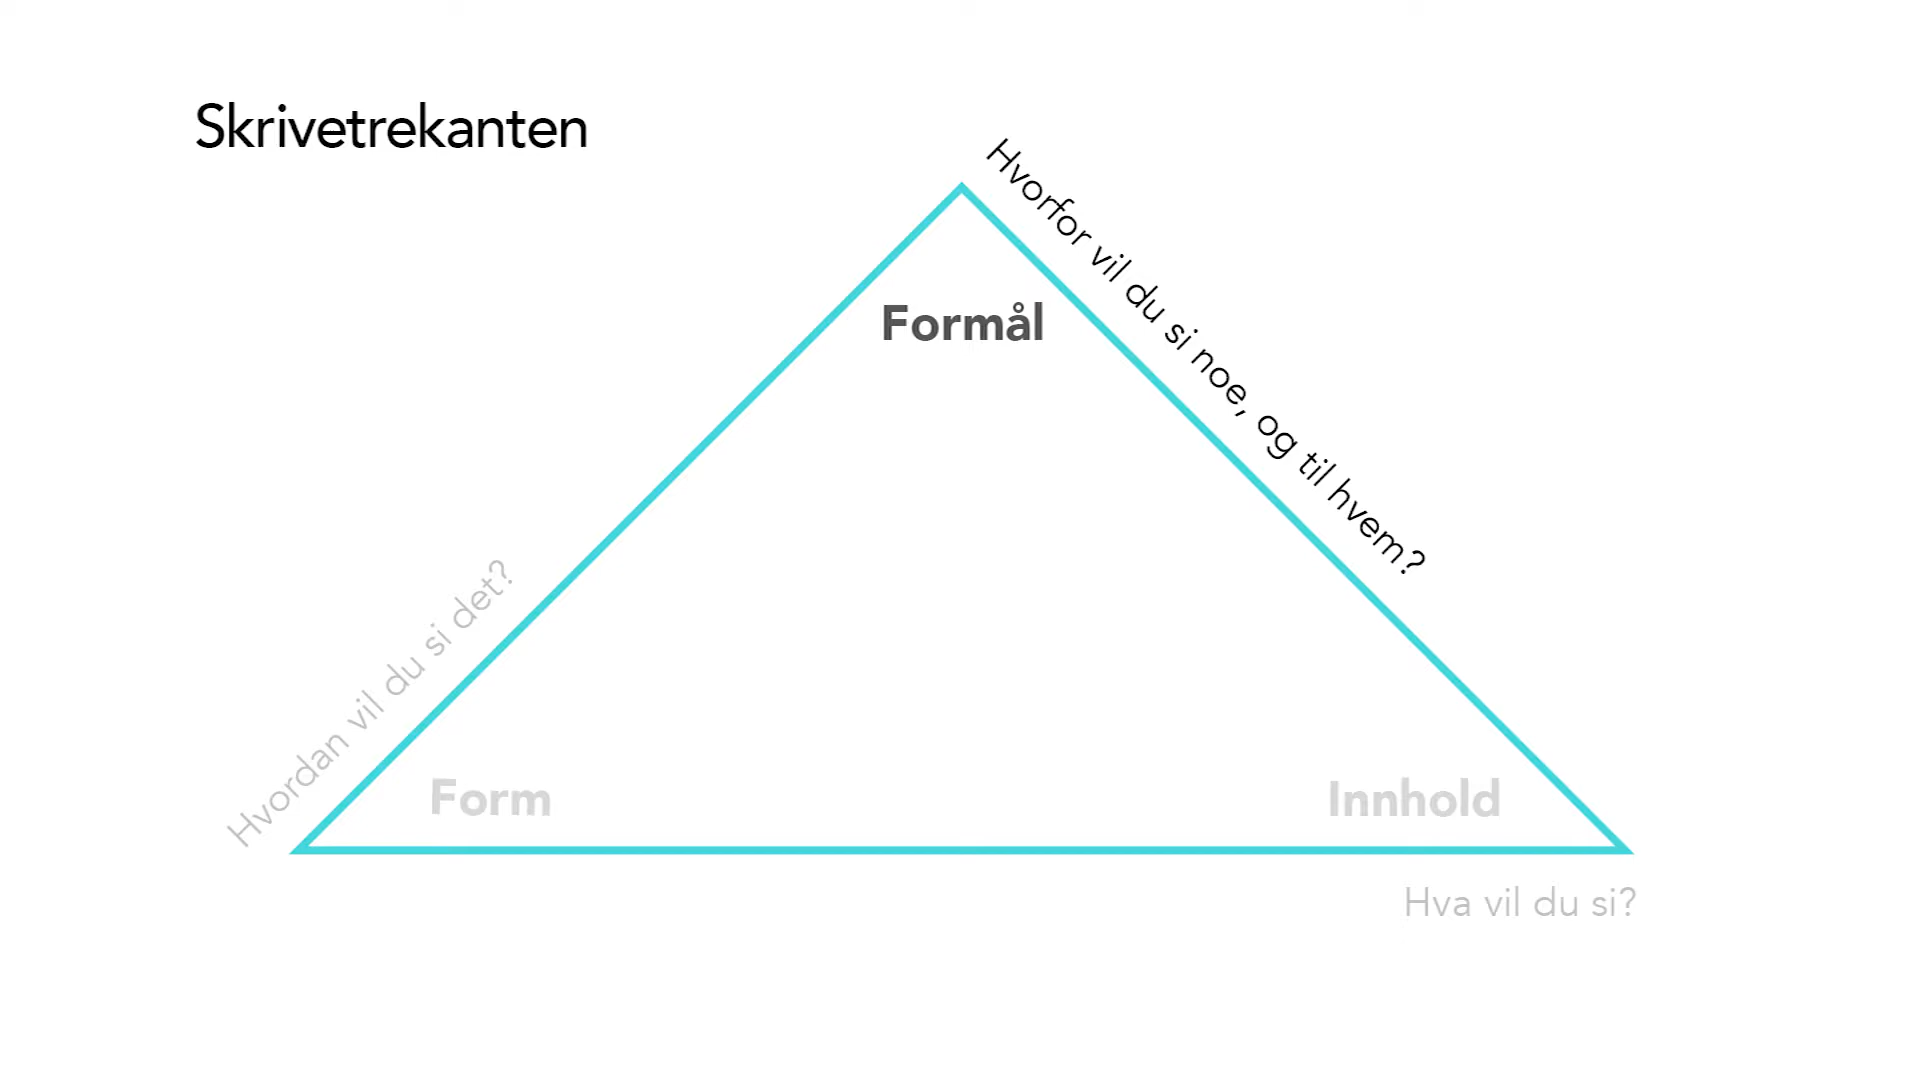 Skrivetrekanten
Hvorfor vil du si noe, og til hvem?
Formål
Hvordan vil du si det?
Form
Innhold
Hva vil du si?